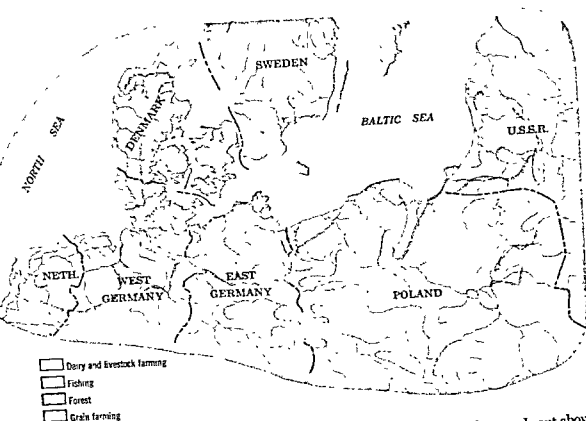 SWEDEN
DENMARK
NORTH SEA
BALTIC SEA
U.S.S.R.
NETH.
WEST
GERMANY
EAST
GERMANY
POLAND
Dairy and livestock farming
Fishing
Forest
Grain farming